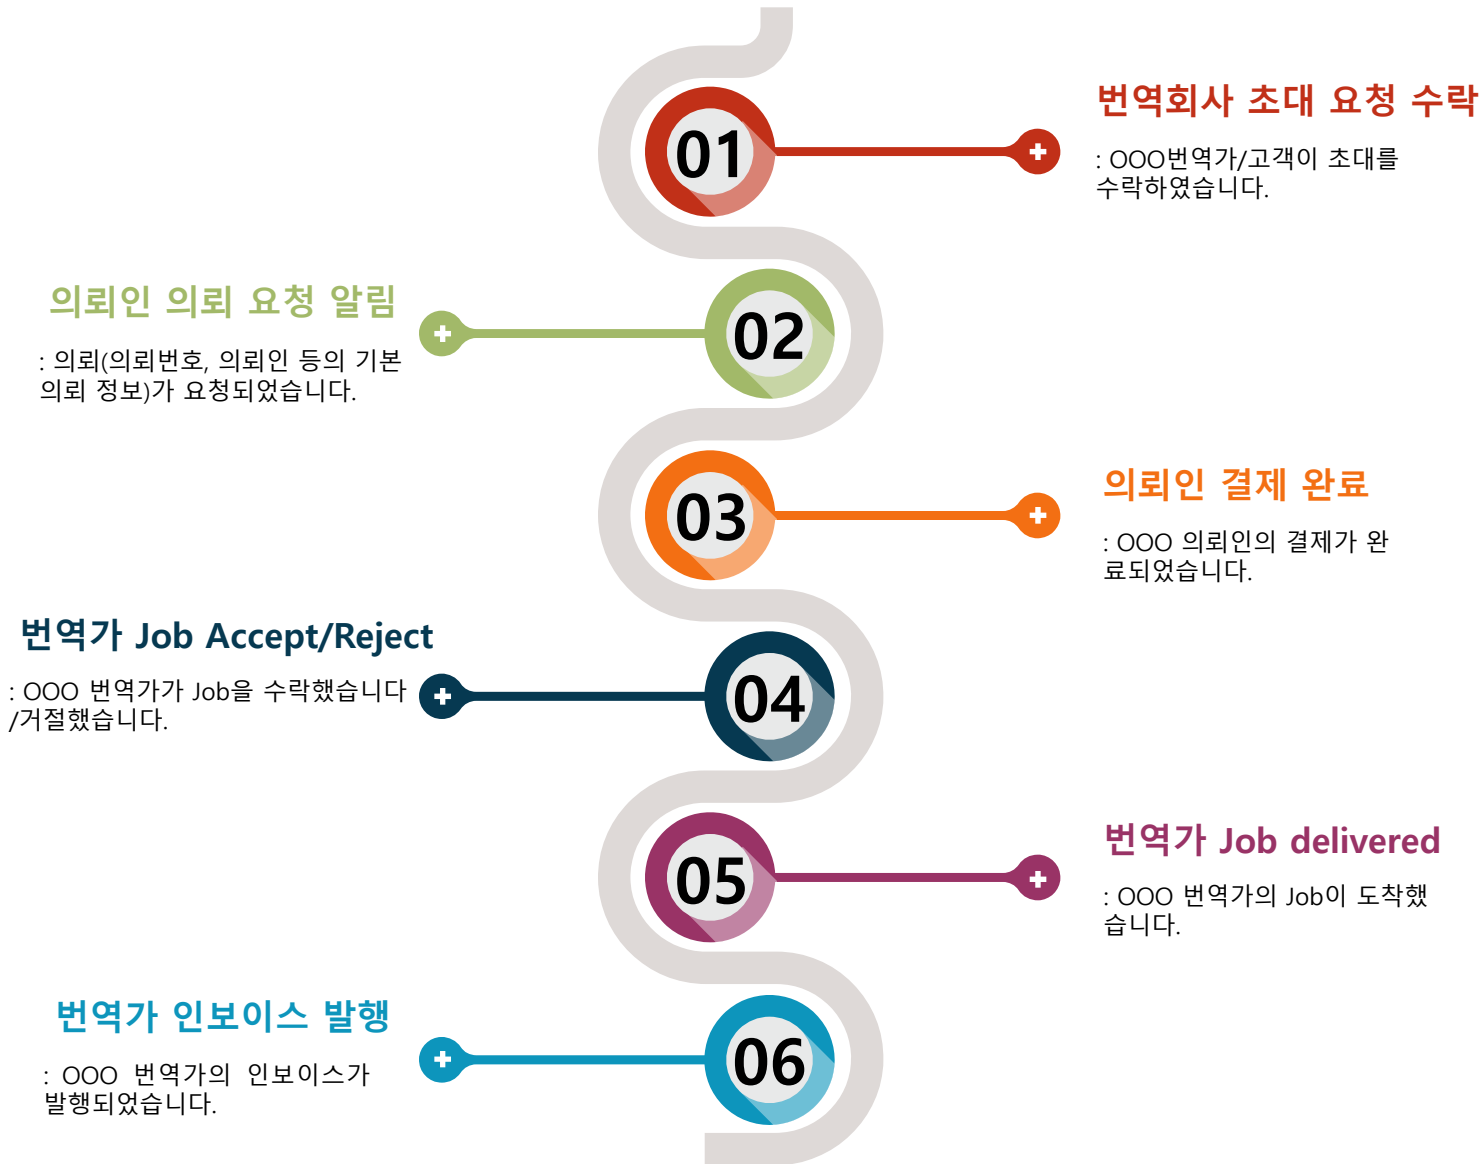 01
번역회사 초대 요청 수락
: OOO번역가/고객이 초대를
수락하였습니다.
의뢰인 의뢰 요청 알림
: 의뢰(의뢰번호, 의뢰인 등의 기본
의뢰 정보)가 요청되었습니다.
02
03
의뢰인 결제 완료
: OOO 의뢰인의 결제가 완
료되었습니다.
번역가 Job Accept/Reject
: OOO 번역가가 Job을 수락했습니다
/거절했습니다.
04
05
번역가 Job delivered
: OOO 번역가의 Job이 도착했
습니다.
번역가 인보이스 발행
: OOO 번역가의 인보이스가
발행되었습니다.
06